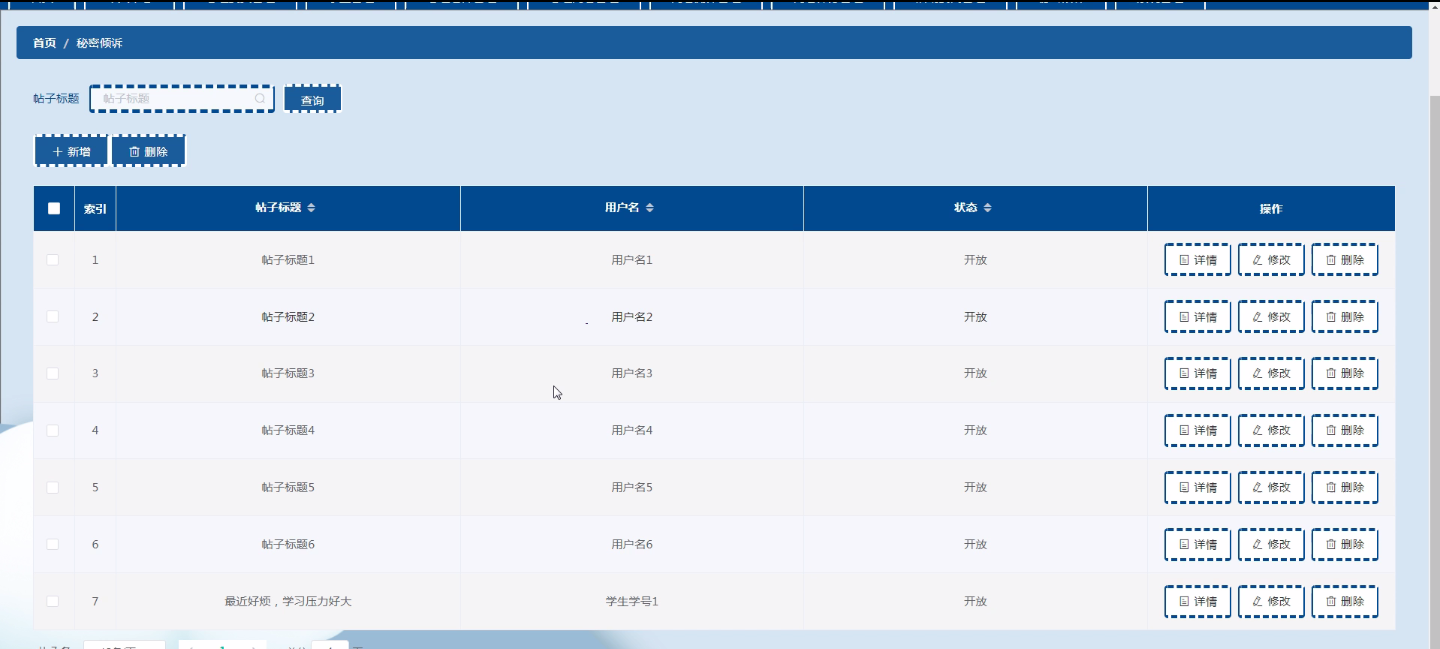 首页 / 秘密倾诉
帖子标题 帖子标题 查询
新增 删除
索引 帖子标题 用户名 状态 操作
1 帖子标题1 用户名1 开放 详情 修改 删除
2 帖子标题2 用户名2 开放 详情 修改 删除
3 帖子标题3 用户名3 开放 详情 修改 删除
4 帖子标题4 用户名4 开放 详情 修改 删除
5 帖子标题5 用户名5 开放 详情 修改 删除
6 帖子标题6 用户名6 开放 详情 修改 删除
7 最近好烦，学习压力好大 学生学号1 开放 详情 修改 删除